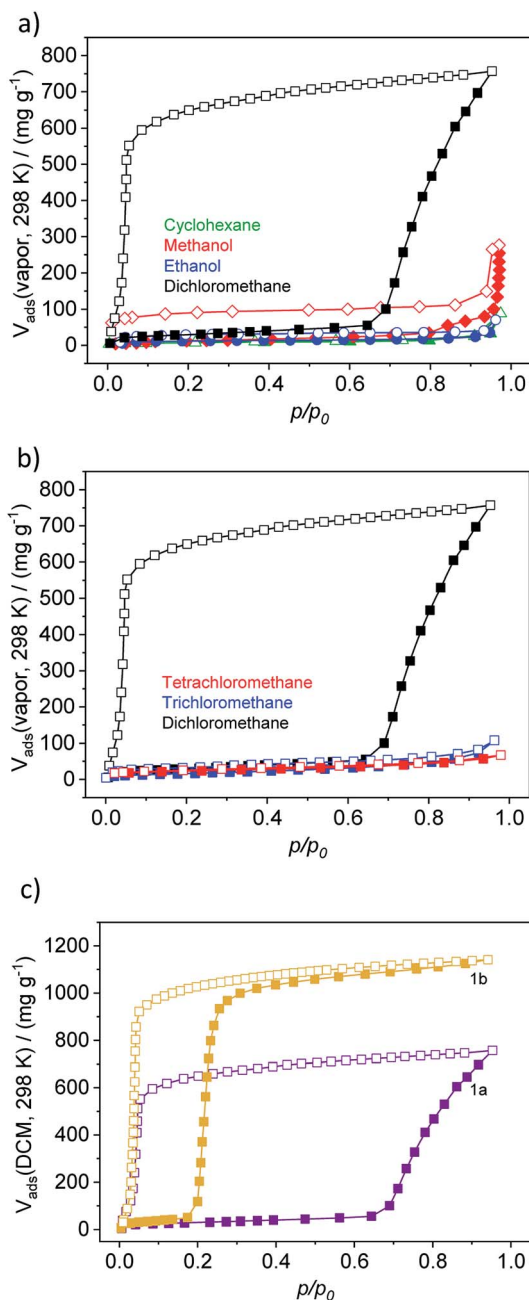 a)
800
700
600
500
400
300
200
100
0
V_ads(vapor, 298 K) / (mg g⁻¹)
Cyclohexane
Methanol
Ethanol
Dichloromethane
0.0 0.2 0.4 0.6 0.8 1.0
p/p₀
b)
800
700
600
500
400
300
200
100
0
V_ads(vapor, 298 K) / (mg g⁻¹)
Tetrachloromethane
Trichloromethane
Dichloromethane
0.0 0.2 0.4 0.6 0.8 1.0
p/p₀
c)
1200
1000
800
600
400
200
0
V_ads(DCM, 298 K) / (mg g⁻¹)
1b
1a
0.0 0.2 0.4 0.6 0.8 1.0
p/p₀